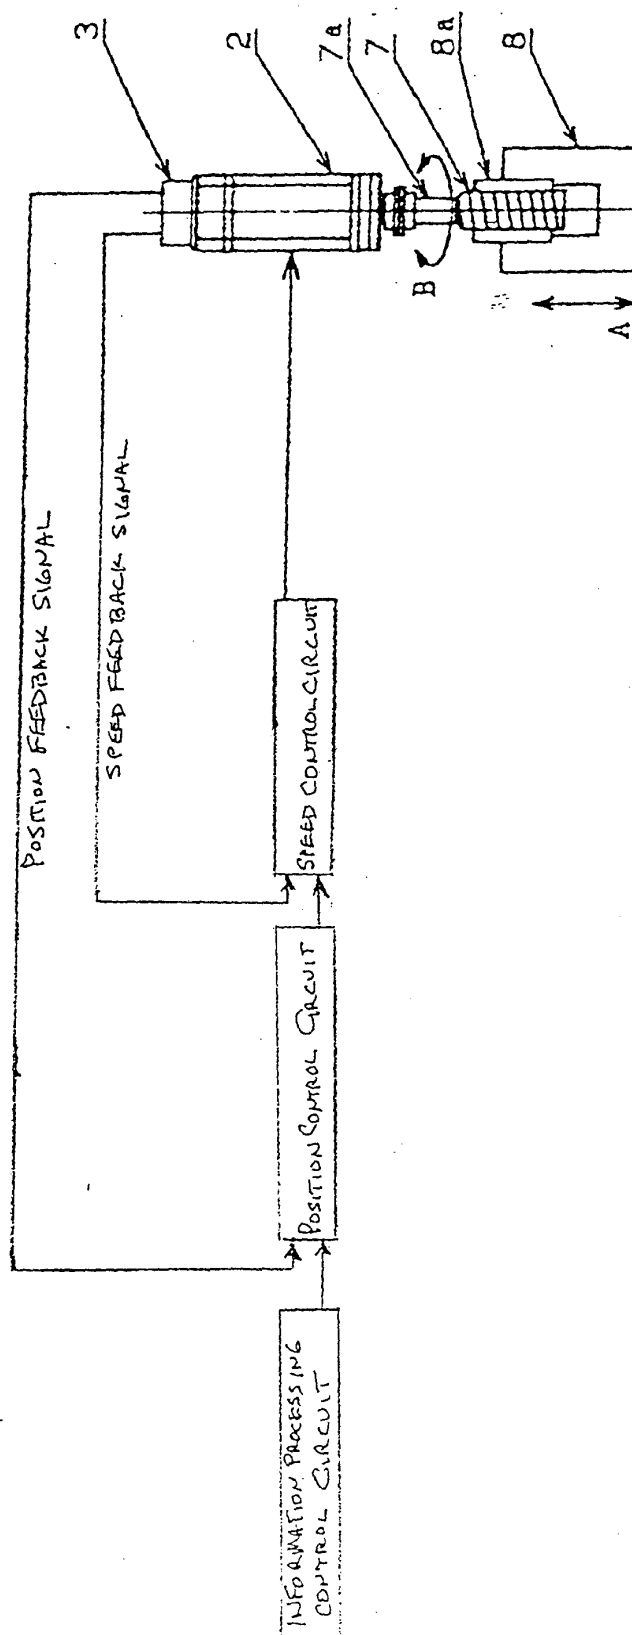 3
2
7a
7
8a
8
B
A
POSITION FEEDBACK SIGNAL
SPEED FEEDBACK SIGNAL
SPEED CONTROL CIRCUIT
POSITION CONTROL CIRCUIT
INFORMATION PROCESSING
CONTROL CIRCUIT